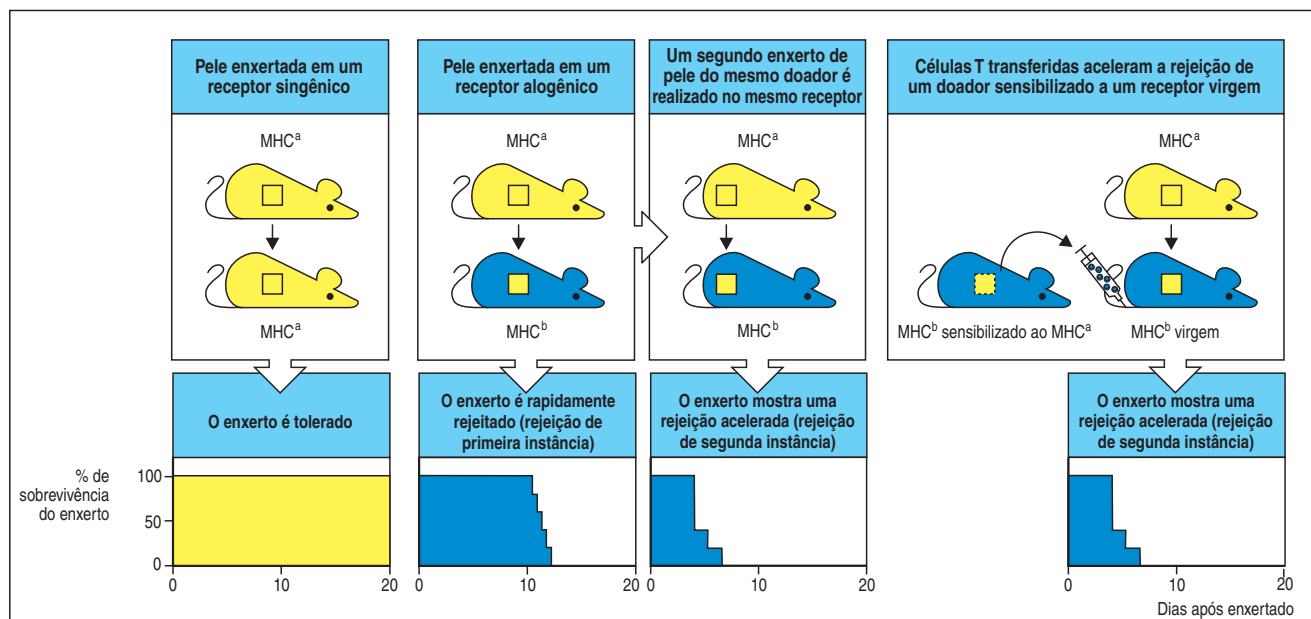 Pele enxertada em um
receptor singênico
MHCa
MHCa
O enxerto é tolerado
Pele enxertada em um
receptor alogênico
MHCa
MHCb
O enxerto é rapidamente
rejeitado (rejeição de
primeira instância)
Um segundo enxerto de
pele do mesmo doador é
realizado no mesmo receptor
MHCa
MHCb
O enxerto mostra uma
rejeição acelerada (rejeição
de segunda instância)
Células T transferidas aceleram a rejeição de
um doador sensibilizado a um receptor virgem
MHCa
MHCb sensibilizado ao MHCa
MHCb virgem
O enxerto mostra uma
rejeição acelerada (rejeição
de segunda instância)
% de
sobrevivência
do enxerto
100
50
0
0 10 20
0 10 20
0 10 20
0 10 20
Dias após enxertado